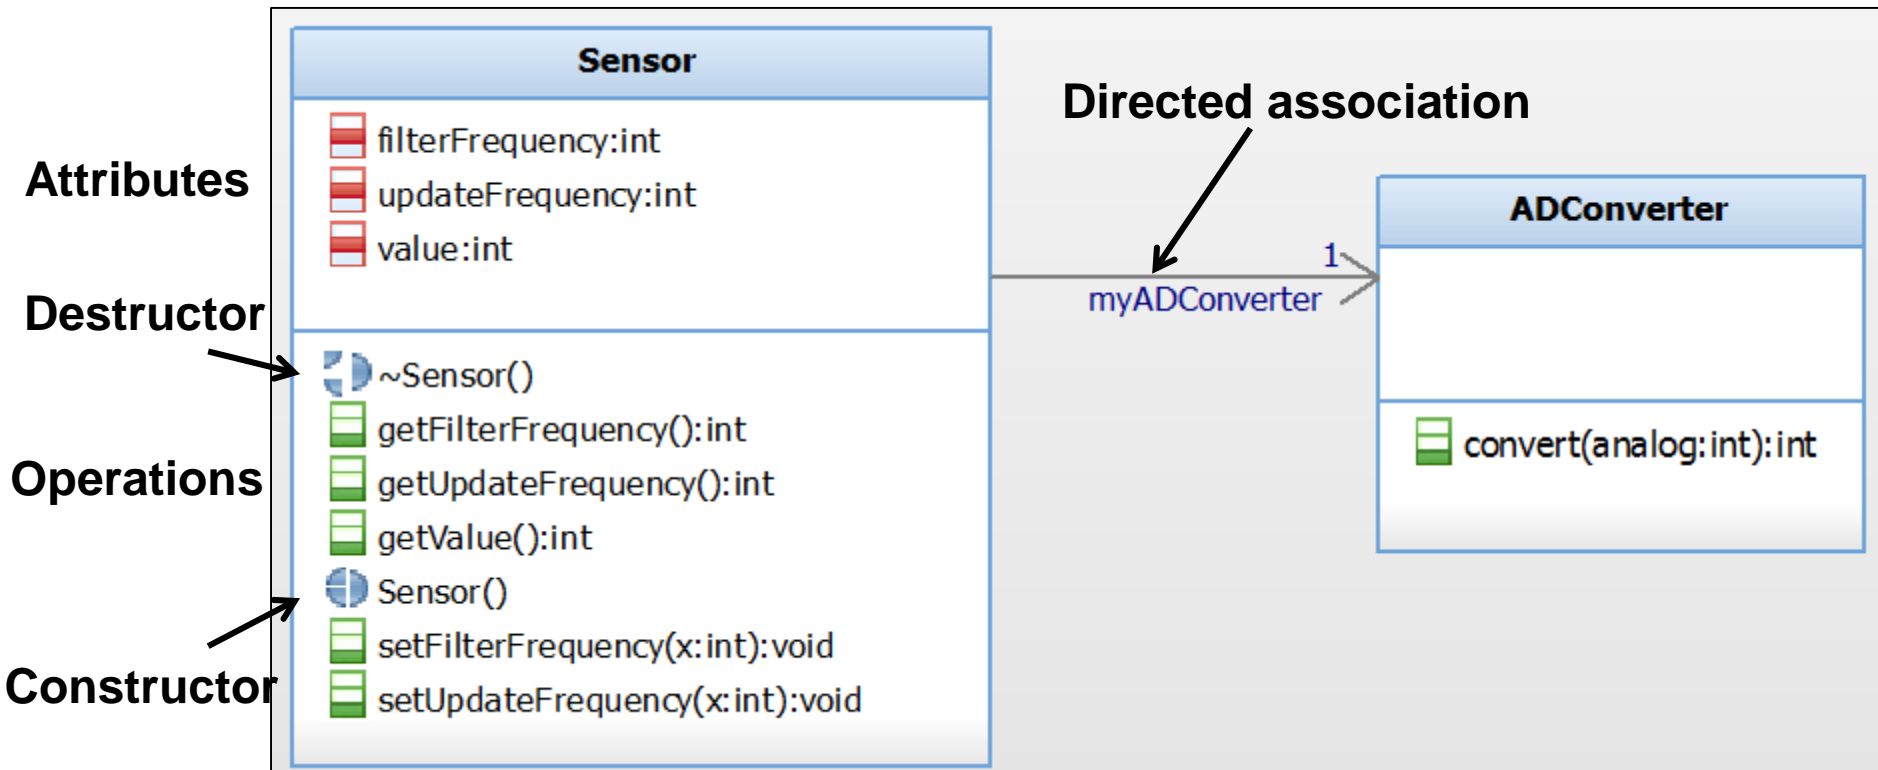 Sensor
Attributes
filterFrequency:int
updateFrequency:int
value:int
Destructor
~Sensor()
getFilterFrequency():int
Operations
getUpdateFrequency():int
getValue():int
Sensor()
Constructor
setFilterFrequency(x:int):void
setUpdateFrequency(x:int):void
Directed association
1
myADConverter
ADConverter
convert(analog:int):int